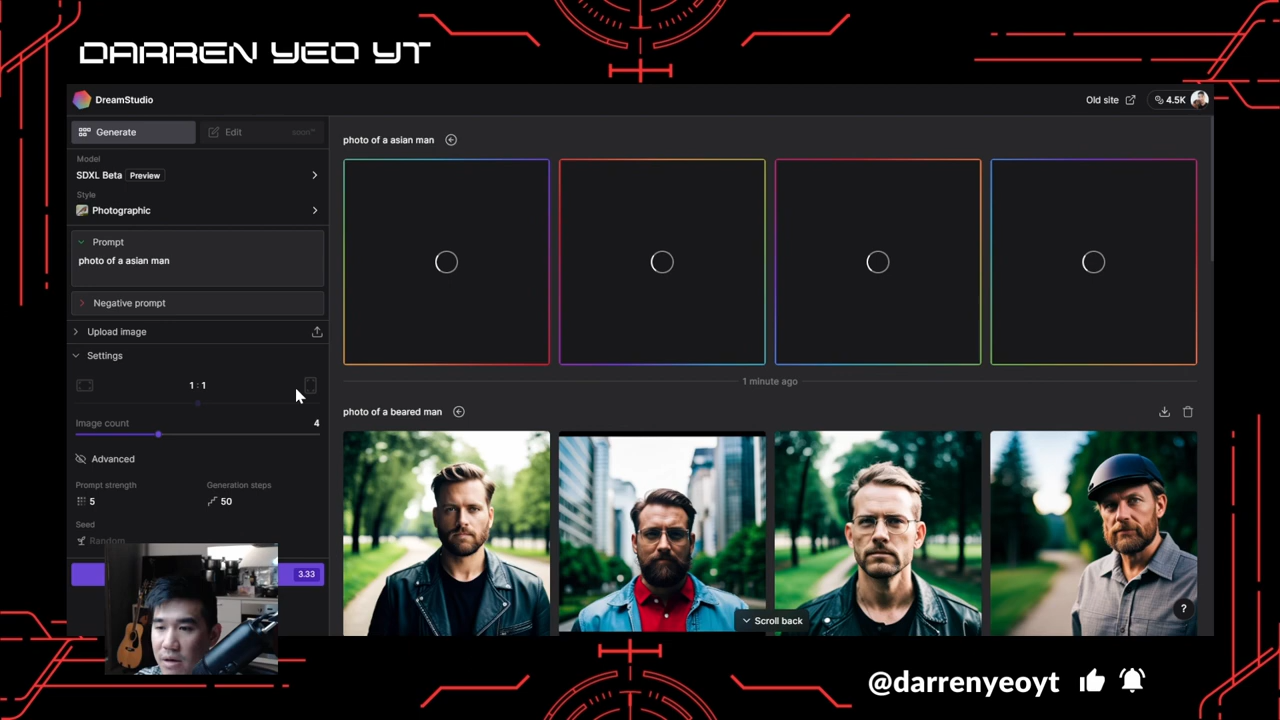 DARREN YEO YT
DreamStudio
Old site
4.5K
Generate
Edit
soon™
Model
SDXL Beta Preview
Style
Photographic
Prompt
photo of a asian man
Negative prompt
Upload image
Settings
1 : 1
Image count 4
Advanced
Prompt strength Generation steps
5 50
Seed
Random
3.33
photo of a asian man
1 minute ago
photo of a beared man
Scroll back
?
@darrenyeoyt